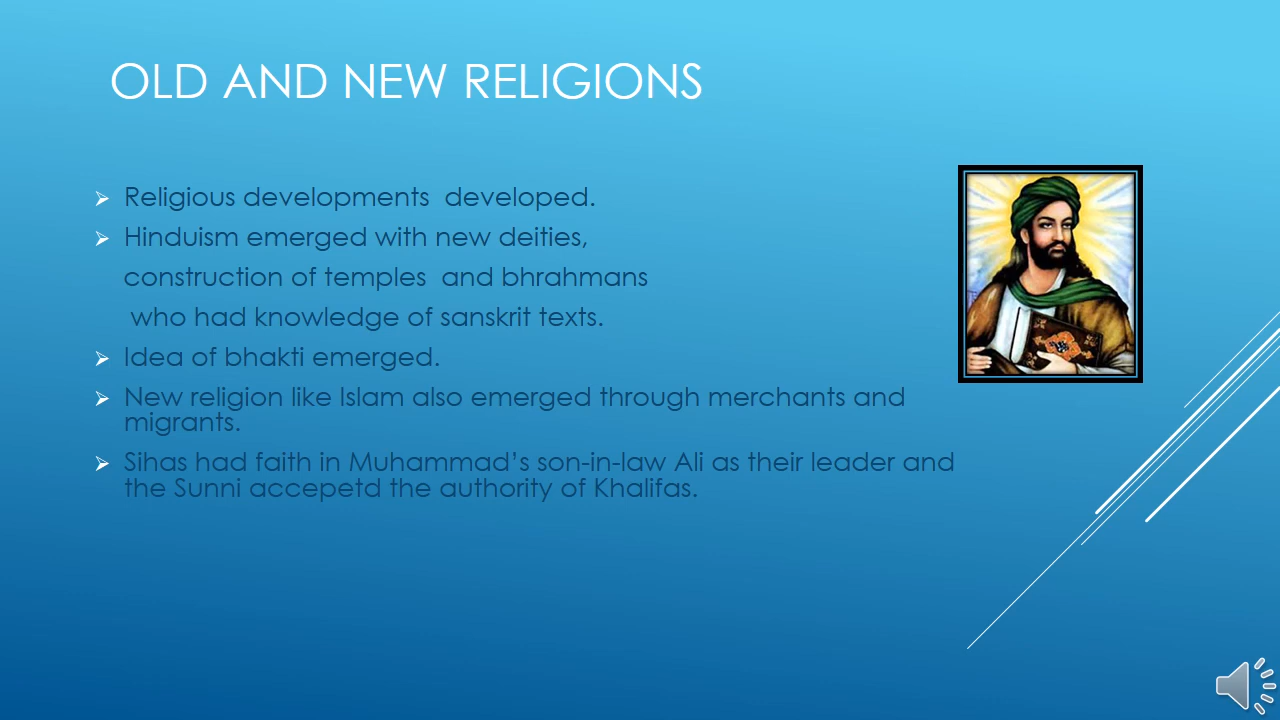 OLD AND NEW RELIGIONS
Religious developments  developed.
Hinduism emerged with new deities,
construction of temples  and bhrahmans
who had knowledge of sanskrit texts.
Idea of bhakti emerged.
New religion like Islam also emerged through merchants and
migrants.
Sihas had faith in Muhammad’s son-in-law Ali as their leader and
the Sunni accepetd the authority of Khalifas.